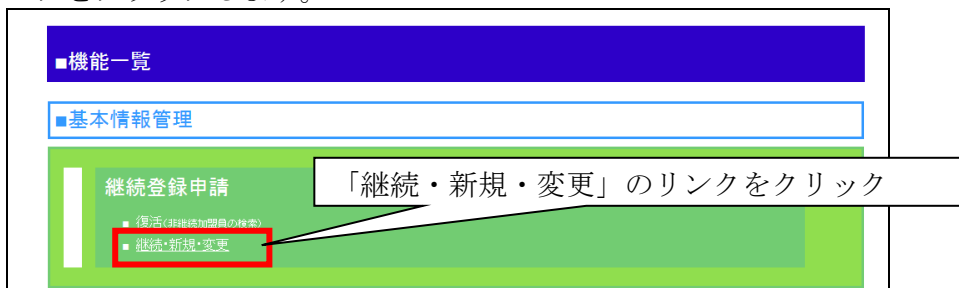 ■機能一覧
■基本情報管理
継続登録申請
「継続・新規・変更」のリンクをクリック
■ 復活(非継続加盟員の検索)
■ 継続・新規・変更